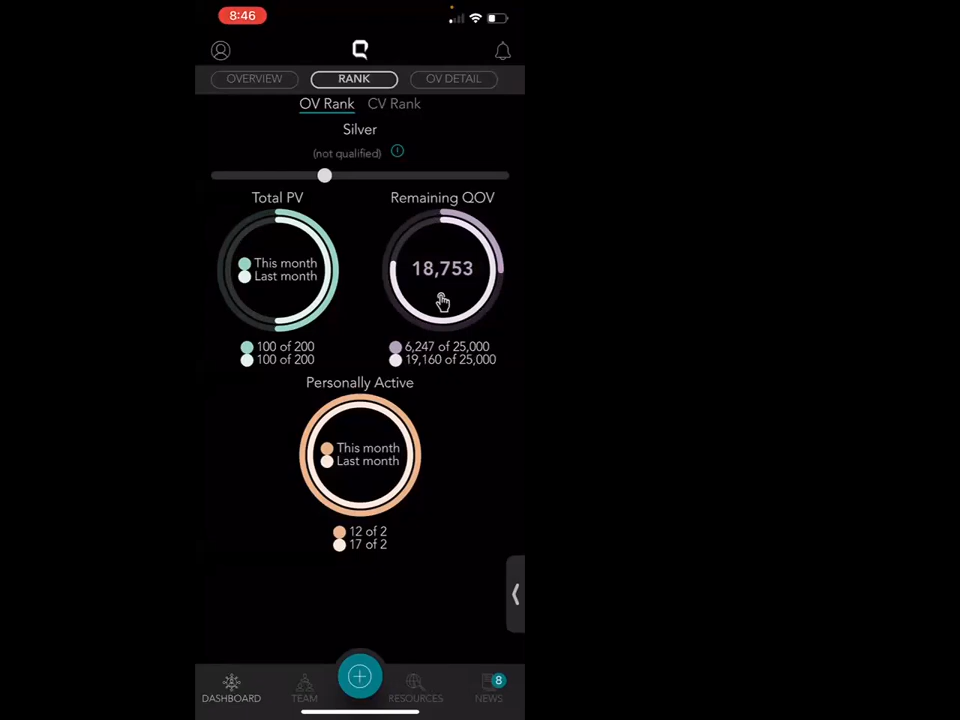 8:46
OVERVIEW
RANK
OV DETAIL
OV Rank
CV Rank
Silver
(not qualified)
Total PV
Remaining QOV
This month
Last month
18,753
100 of 200
100 of 200
6,247 of 25,000
19,160 of 25,000
Personally Active
This month
Last month
12 of 2
17 of 2
DASHBOARD
TEAM
RESOURCES
NEWS
8